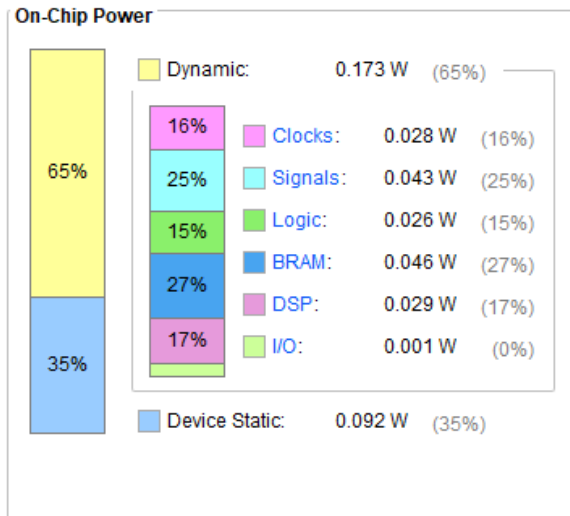 On-Chip Power
Dynamic: 0.173 W (65%)
65%
16% Clocks: 0.028 W (16%)
25% Signals: 0.043 W (25%)
15% Logic: 0.026 W (15%)
27% BRAM: 0.046 W (27%)
17% DSP: 0.029 W (17%)
I/O: 0.001 W (0%)
35%
Device Static: 0.092 W (35%)